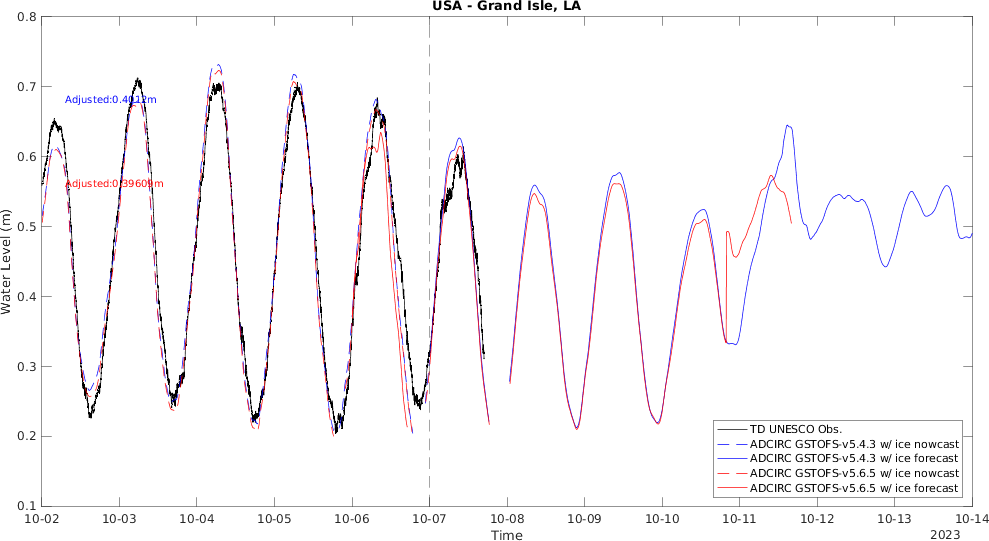 USA - Grand Isle, LA
0.8
0.7
0.6
0.5
0.4
0.3
0.2
0.1
Water Level (m)
Adjusted:0.4012m
Adjusted:0.39609m
TD UNESCO Obs.
ADCIRC GSTOFS-v5.4.3 w/ ice nowcast
ADCIRC GSTOFS-v5.4.3 w/ ice forecast
ADCIRC GSTOFS-v5.6.5 w/ ice nowcast
ADCIRC GSTOFS-v5.6.5 w/ ice forecast
10-02 10-03 10-04 10-05 10-06 10-07 10-08 10-09 10-10 10-11 10-12 10-13 10-14
Time
2023